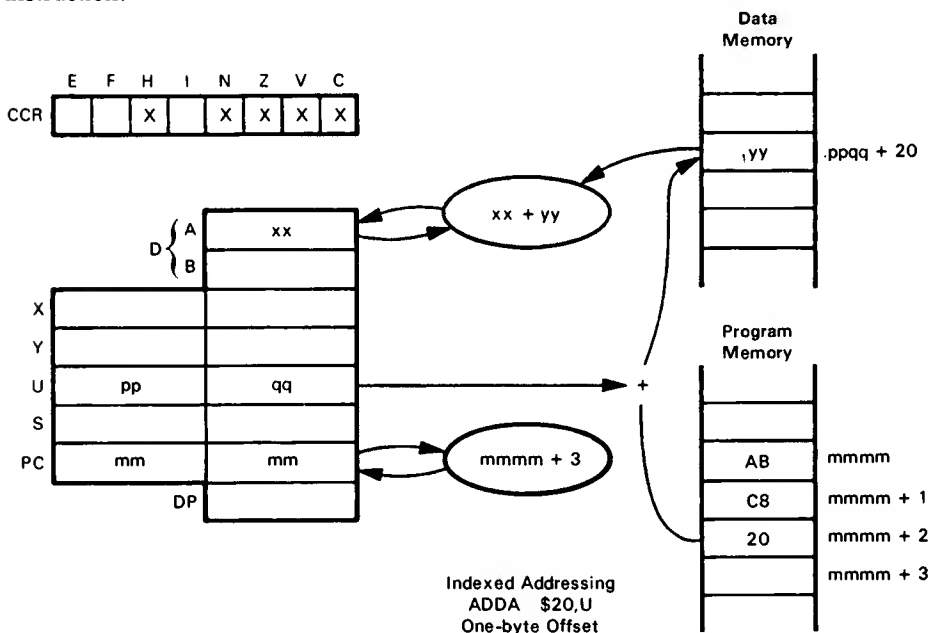 instruction.
Data
Memory
E F H I N Z V C
CCR X X X X X
,yy .ppqq + 20
xx + yy
D { A xx
B
X
Y
Program
Memory
U pp qq +
S
PC mm mm mmmm + 3 AB mmmm
DP C8 mmmm + 1
20 mmmm + 2
mmmm + 3
Indexed Addressing
ADDA $20,U
One-byte Offset